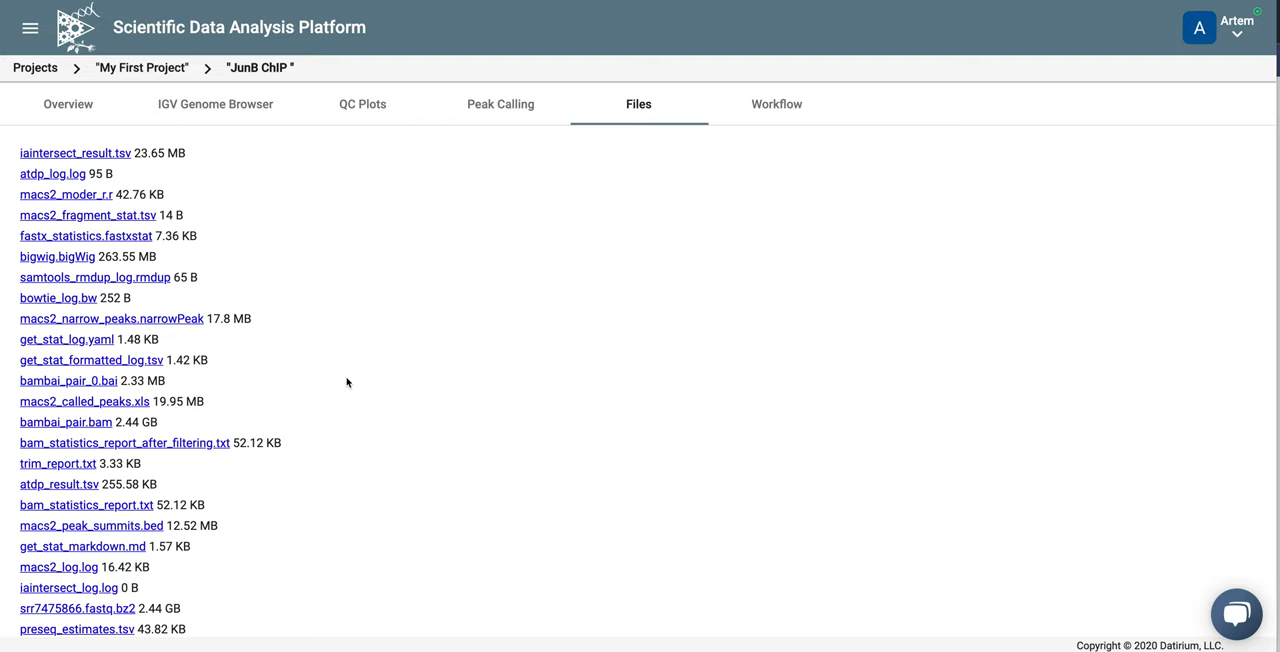 Scientific Data Analysis Platform
A
Artem
Projects > "My First Project" > "JunB ChIP "
Overview IGV Genome Browser QC Plots Peak Calling Files Workflow
iaintersect_result.tsv 23.65 MB
atdp_log.log 95 B
macs2_moder_r.r 42.76 KB
macs2_fragment_stat.tsv 14 B
fastx_statistics.fastxstat 7.36 KB
bigwig.bigWig 263.55 MB
samtools_rmdup_log.rmdup 65 B
bowtie_log.bw 252 B
macs2_narrow_peaks.narrowPeak 17.8 MB
get_stat_log.yaml 1.48 KB
get_stat_formatted_log.tsv 1.42 KB
bambai_pair_0.bai 2.33 MB
macs2_called_peaks.xls 19.95 MB
bambai_pair.bam 2.44 GB
bam_statistics_report_after_filtering.txt 52.12 KB
trim_report.txt 3.33 KB
atdp_result.tsv 255.58 KB
bam_statistics_report.txt 52.12 KB
macs2_peak_summits.bed 12.52 MB
get_stat_markdown.md 1.57 KB
macs2_log.log 16.42 KB
iaintersect_log.log 0 B
srr7475866.fastq.bz2 2.44 GB
preseq_estimates.tsv 43.82 KB
Copyright © 2020 Datirium, LLC.